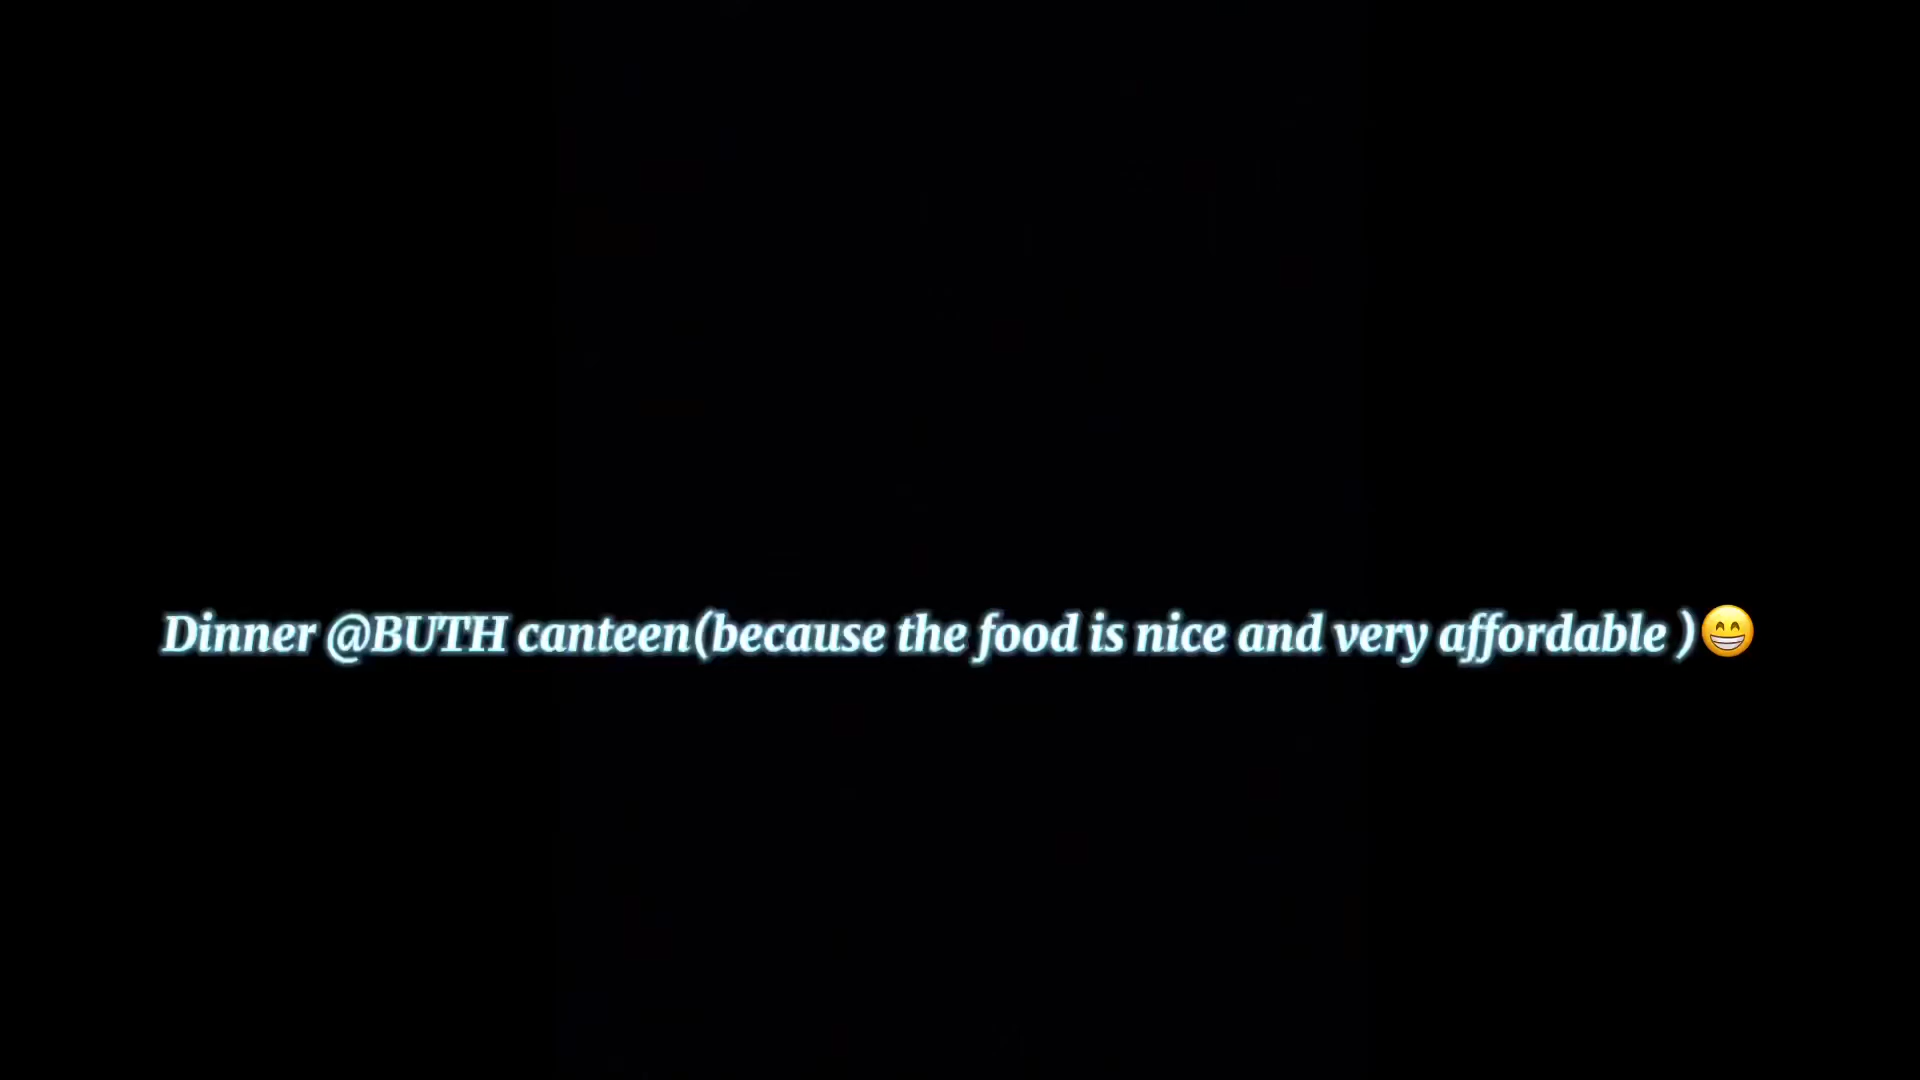 Dinner @BUTH canteen(because the food is nice and very affordable )😁